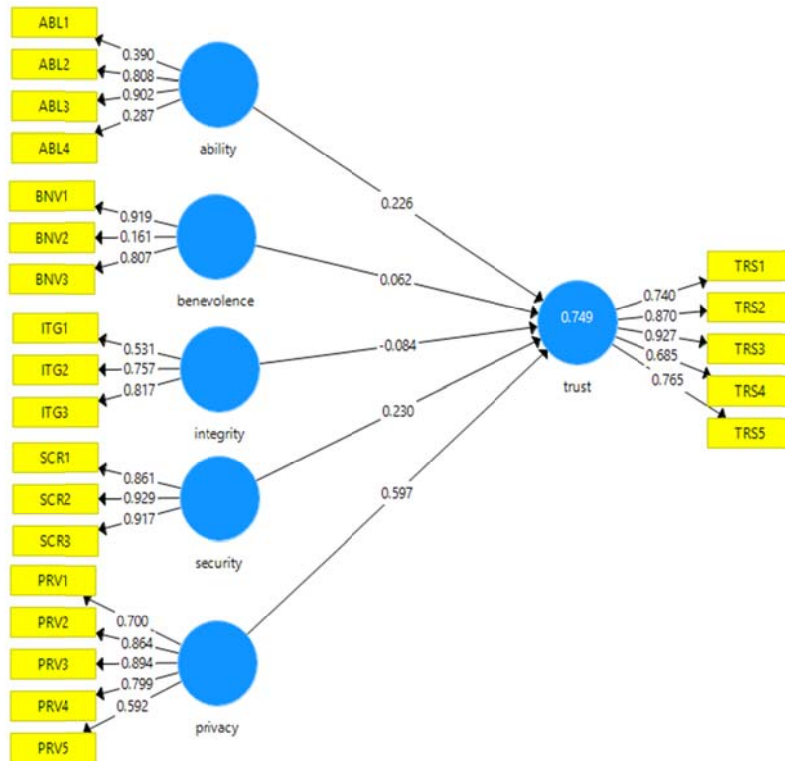 ABL1
0.390
ABL2
0.808
ABL3
0.902
ABL4
0.287
ability
0.226
BNV1
0.919
BNV2
0.161
BNV3
0.807
benevolence
0.062
ITG1
0.531
ITG2
0.757
ITG3
0.817
integrity
-0.084
SCR1
0.861
SCR2
0.929
SCR3
0.917
security
0.230
PRV1
0.700
PRV2
0.864
PRV3
0.894
PRV4
0.799
PRV5
0.592
privacy
0.597
0.749
trust
TRS1
0.740
TRS2
0.870
TRS3
0.927
TRS4
0.685
TRS5
0.765